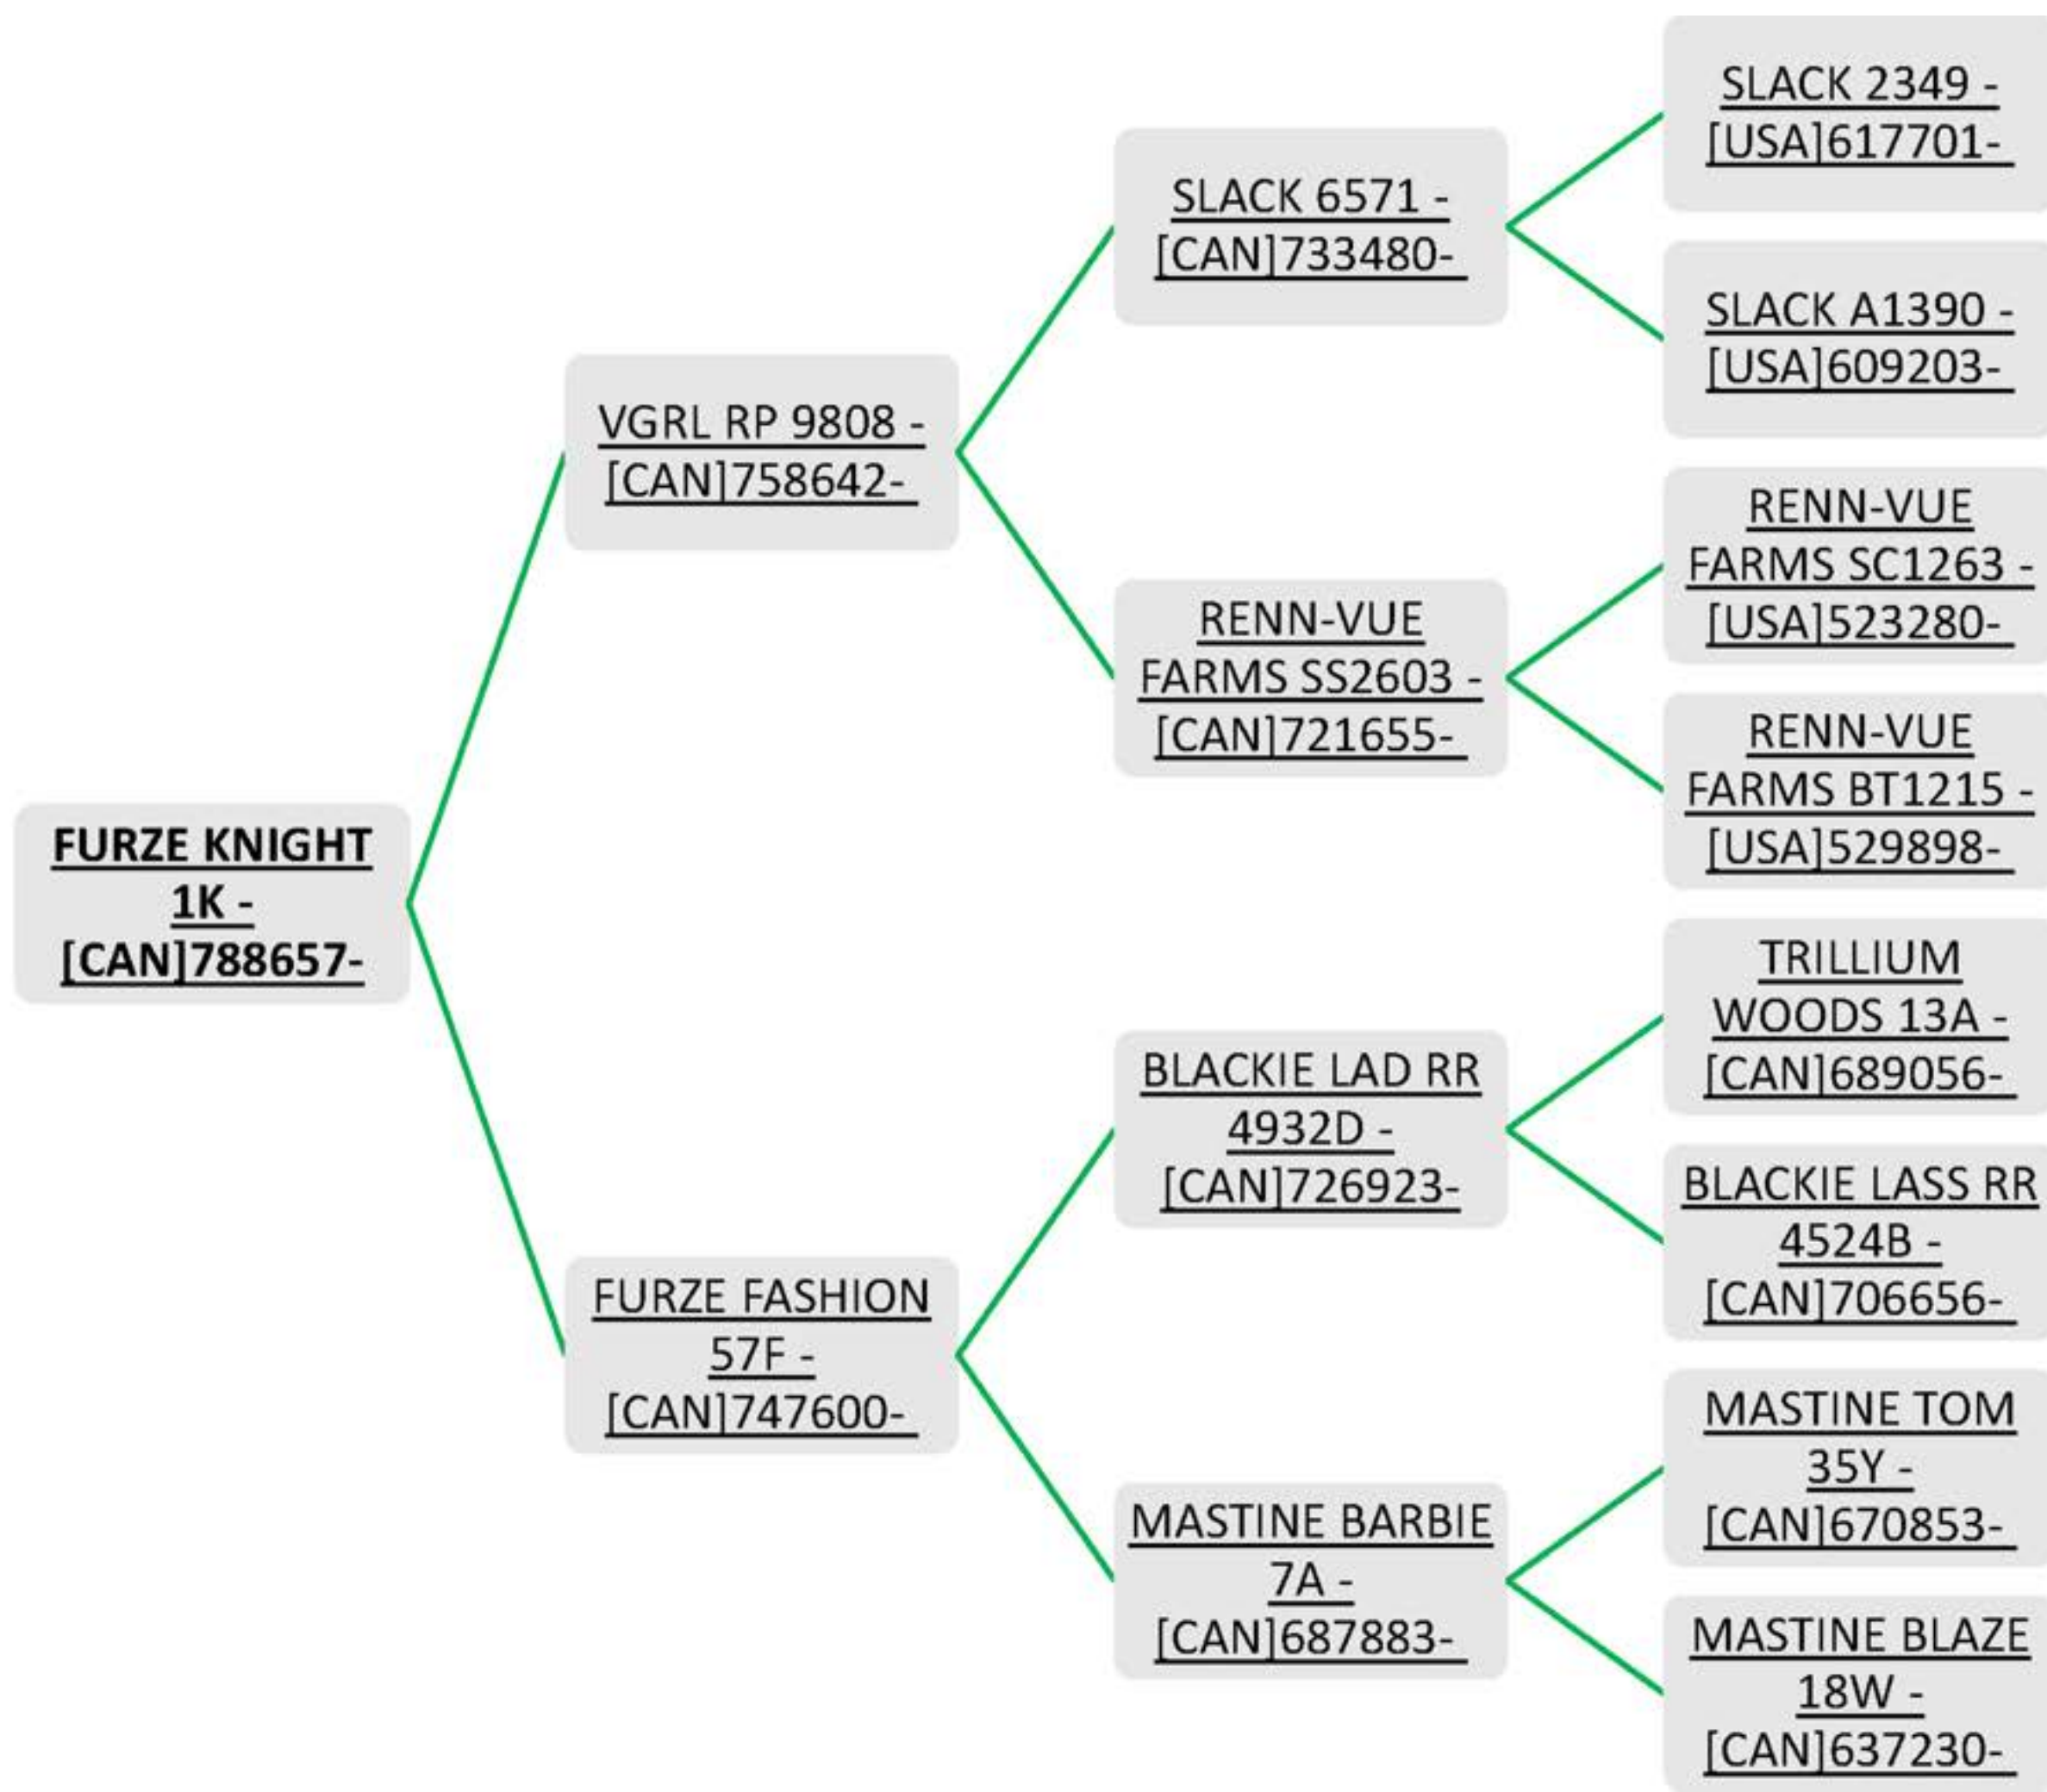 SLACK 2349 -
[USA]617701-
SLACK 6571 -
[CAN]733480-
SLACK A1390 -
[USA]609203-
VGRL RP 9808 -
[CAN]758642-
RENN-VUE
FARMS SC1263 -
[USA]523280-
RENN-VUE
FARMS SS2603 -
[CAN]721655-
RENN-VUE
FARMS BT1215 -
[USA]529898-
FURZE KNIGHT
1K -
[CAN]788657-
TRILLIUM
WOODS 13A -
[CAN]689056-
BLACKIE LAD RR
4932D -
[CAN]726923-
BLACKIE LASS RR
4524B -
[CAN]706656-
FURZE FASHION
57F -
[CAN]747600-
MASTINE TOM
35Y -
[CAN]670853-
MASTINE BARBIE
7A -
[CAN]687883-
MASTINE BLAZE
18W -
[CAN]637230-